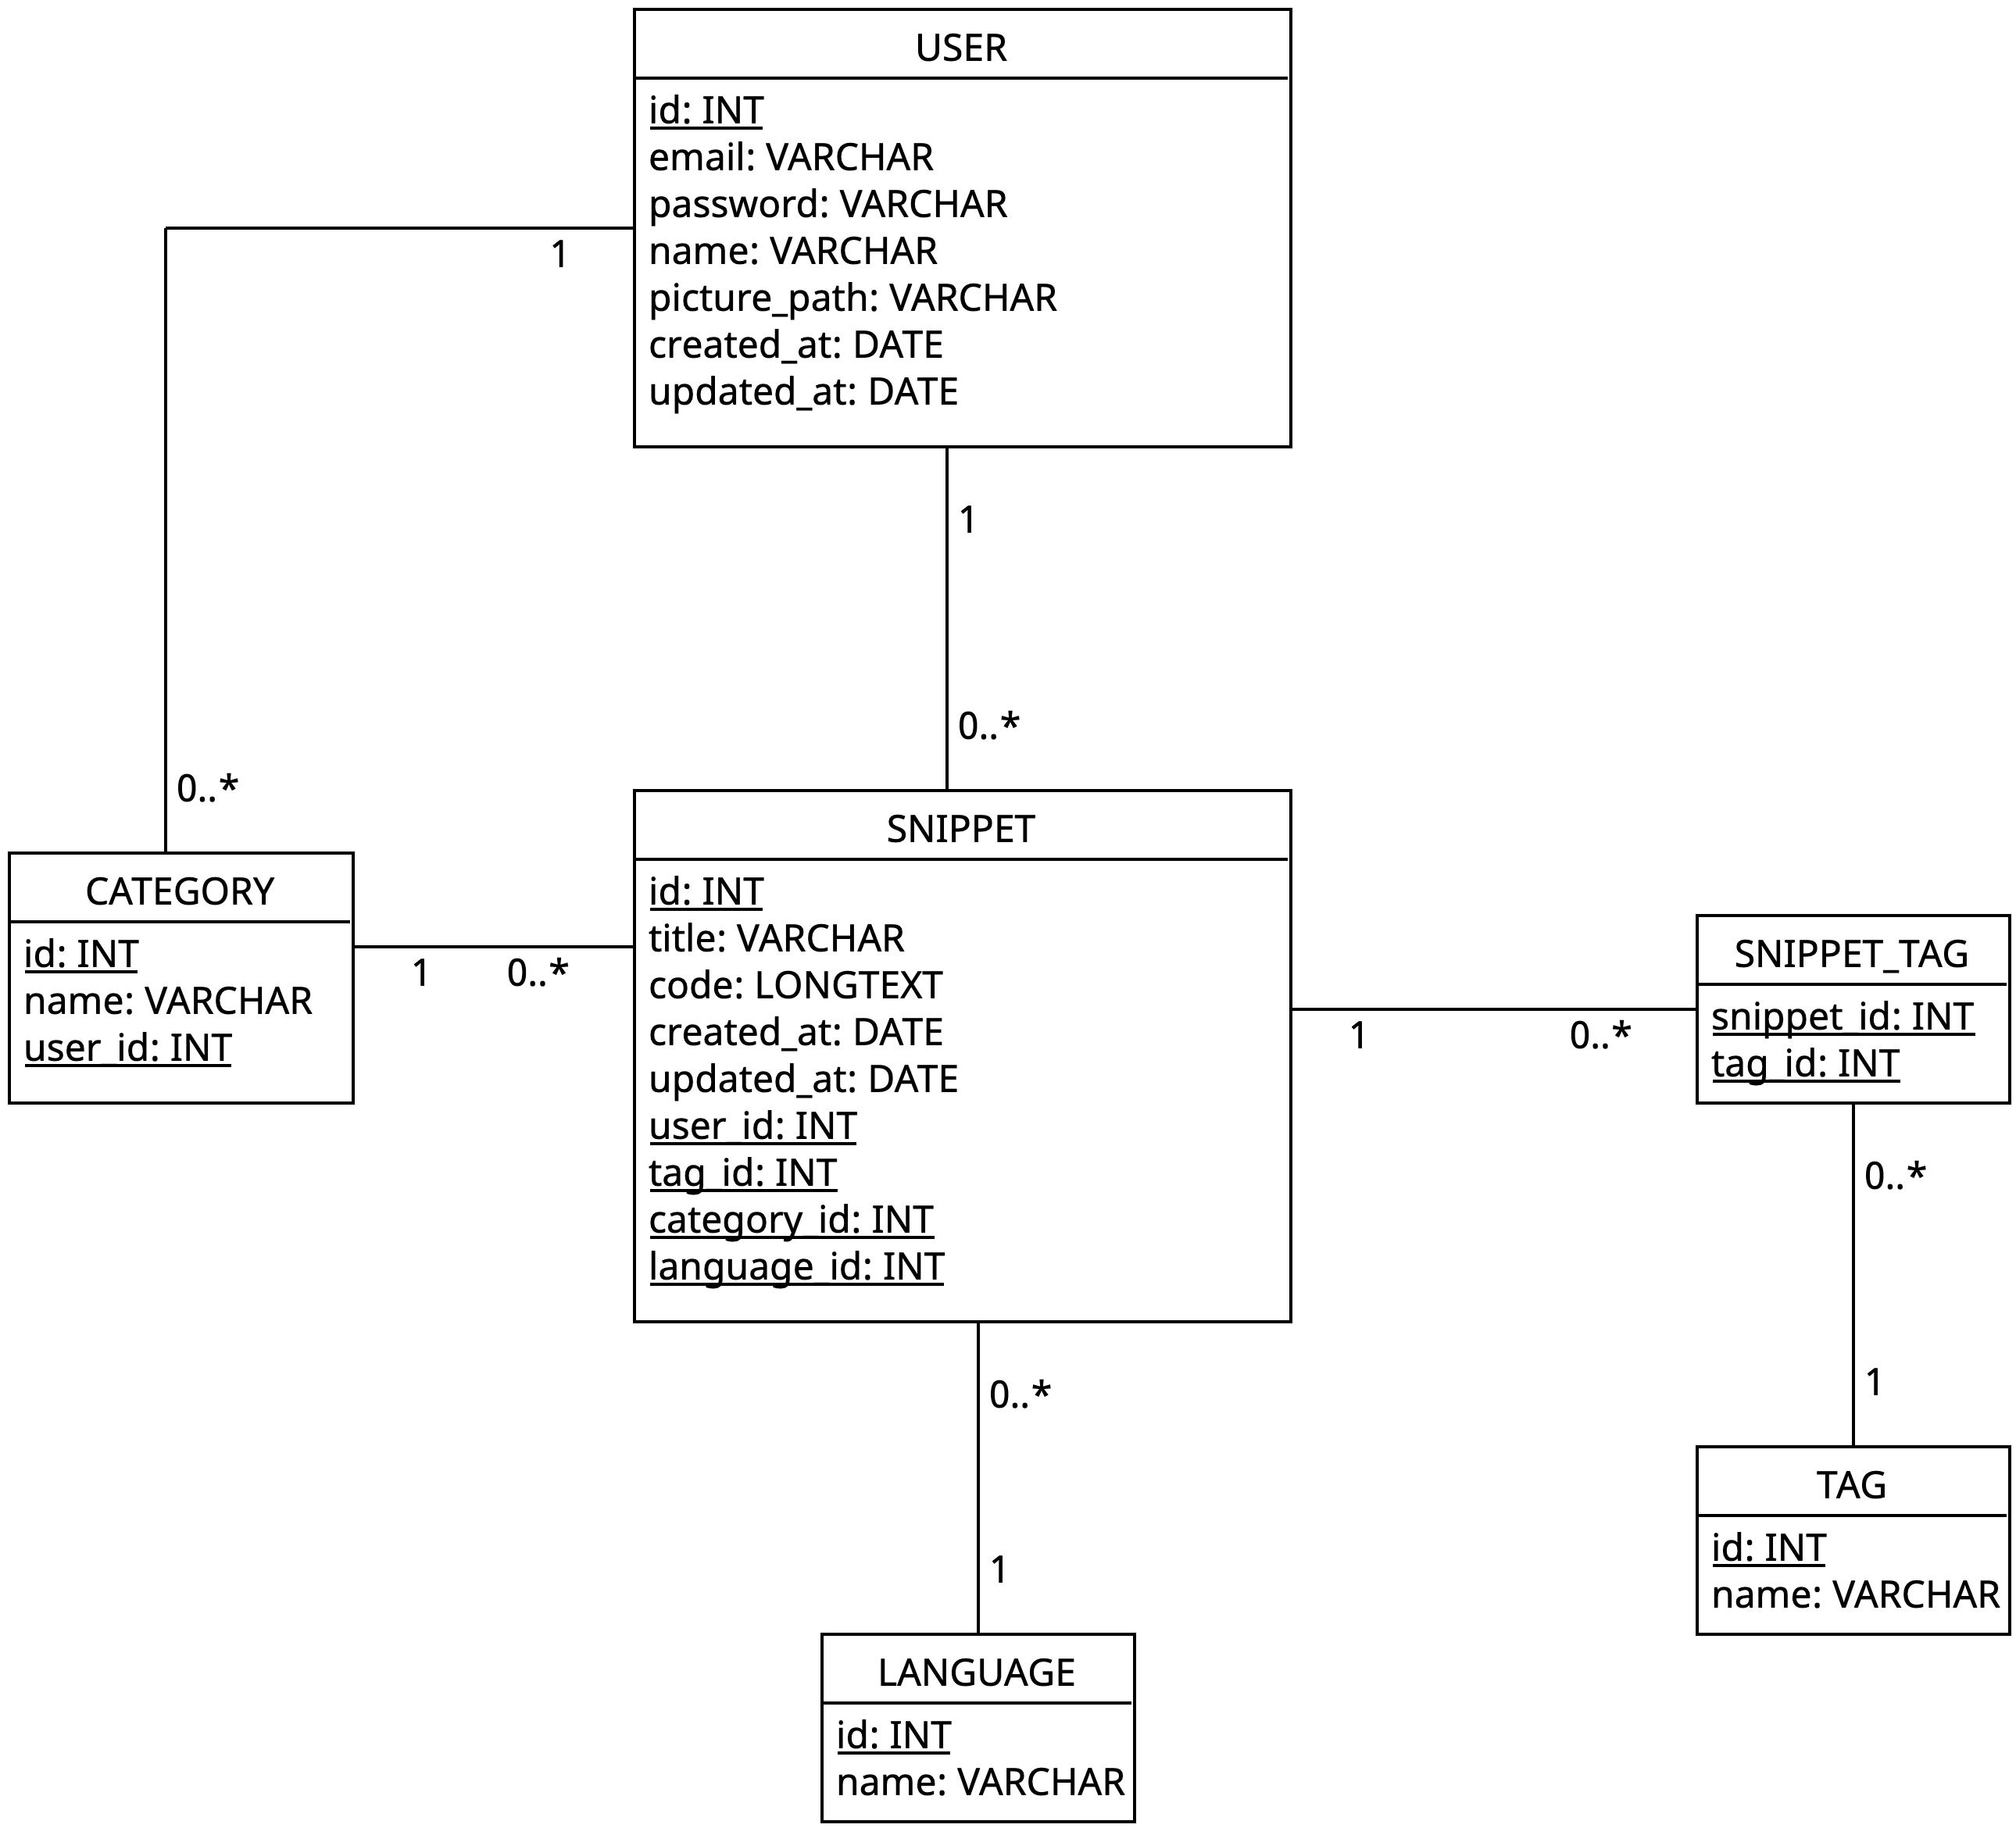 USER
id: INT
email: VARCHAR
password: VARCHAR
name: VARCHAR
picture_path: VARCHAR
created_at: DATE
updated_at: DATE
1
1
0..*
0..*
CATEGORY
id: INT
name: VARCHAR
user_id: INT
1
0..*
SNIPPET
id: INT
title: VARCHAR
code: LONGTEXT
created_at: DATE
updated_at: DATE
user_id: INT
tag_id: INT
category_id: INT
language_id: INT
1
0..*
SNIPPET_TAG
snippet_id: INT
tag_id: INT
0..*
1
TAG
id: INT
name: VARCHAR
0..*
1
LANGUAGE
id: INT
name: VARCHAR